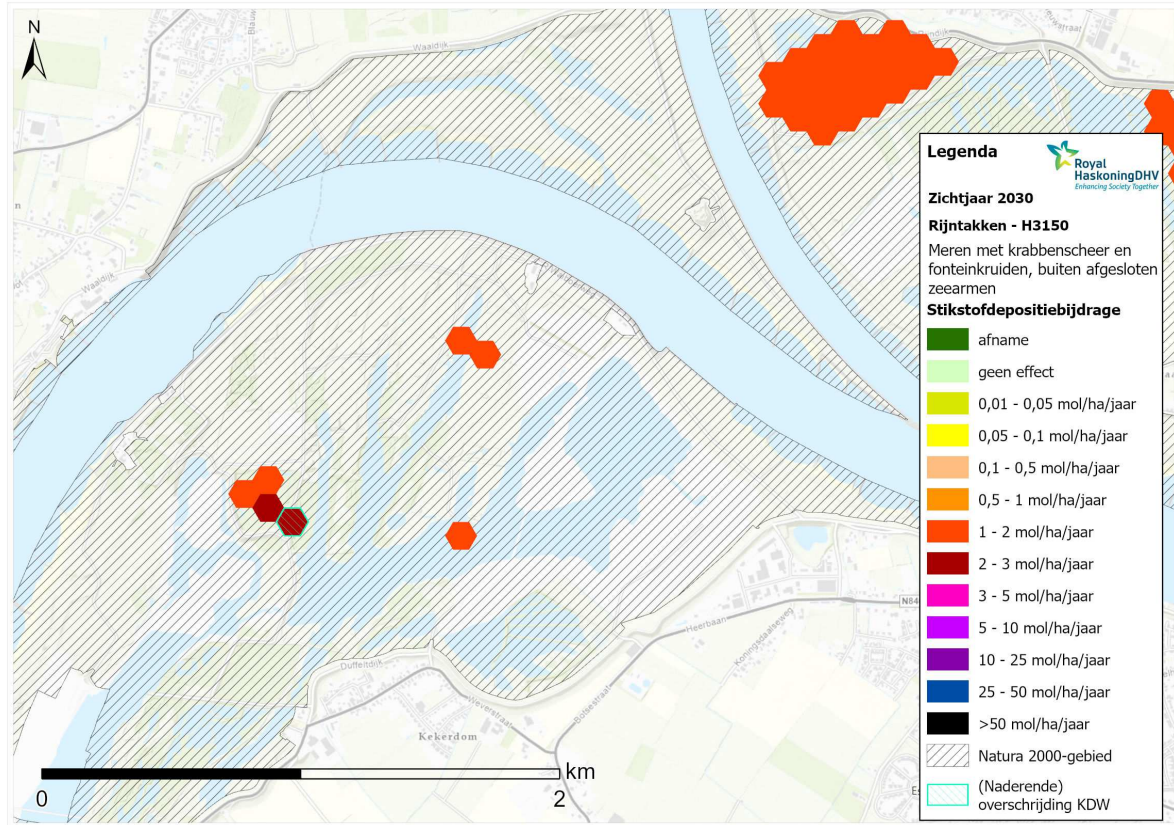 N
Waaldijk
Waaldijk
Duffeltdijk
Weverstraat
Kekerdom
Botsestraat
Heerbaan
Koningsdaalseweg
N84
0
2
km
Legenda
Royal
HaskoningDHV
Enhancing Society Together
Zichtjaar 2030
Rijntakken - H3150
Meren met krabbenscheer en
fonteinkruiden, buiten afgesloten
zeearmen
Stikstofdepositiebijdrage
afname
geen effect
0,01 - 0,05 mol/ha/jaar
0,05 - 0,1 mol/ha/jaar
0,1 - 0,5 mol/ha/jaar
0,5 - 1 mol/ha/jaar
1 - 2 mol/ha/jaar
2 - 3 mol/ha/jaar
3 - 5 mol/ha/jaar
5 - 10 mol/ha/jaar
10 - 25 mol/ha/jaar
25 - 50 mol/ha/jaar
>50 mol/ha/jaar
Natura 2000-gebied
(Naderende)
overschrijding KDW